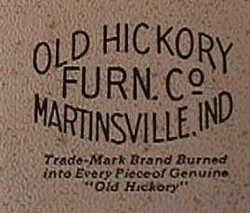 OLD HICKORY
FURN. Co
MARTINSVILLE, IND
Trade-Mark Brand Burned
into Every Piece of Genuine
"Old Hickory"